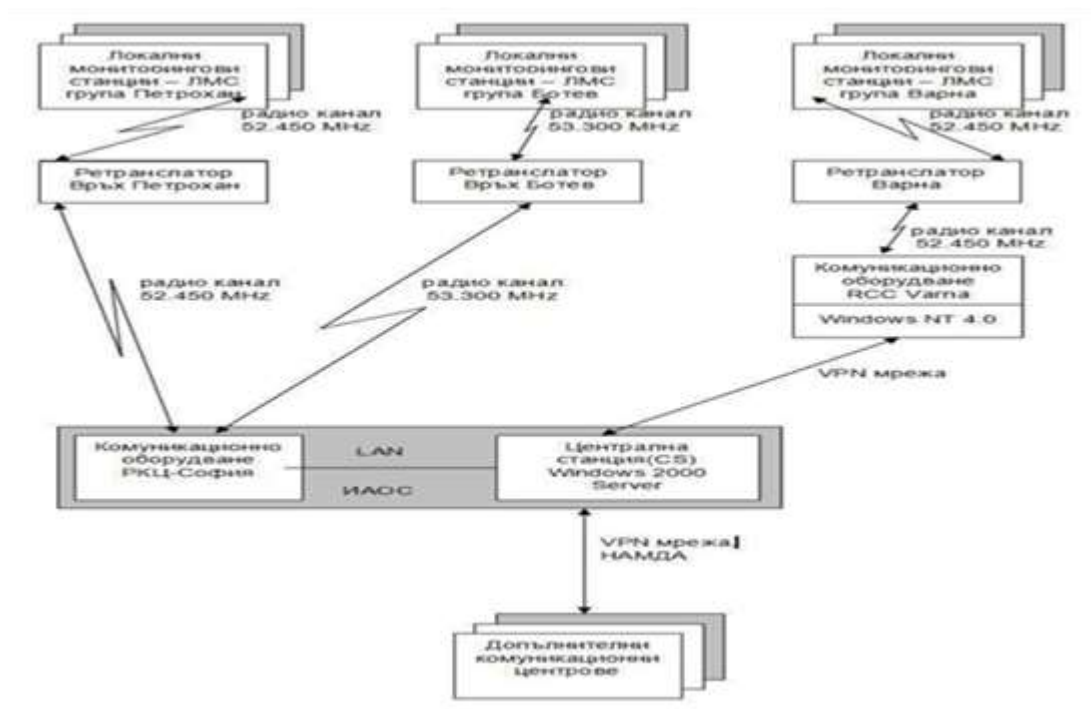 Локални
мониторингови
станции – ЛМС
група Петрохан
Локални
мониторингови
станции – ЛМС
група Ботев
Локални
мониторингови
станции – ЛМС
група Варна
радио канал
52.450 MHz
радио канал
53.300 MHz
радио канал
52.450 MHz
Ретранслатор
Връх Петрохан
Ретранслатор
Връх Ботев
Ретранслатор
Варна
радио канал
52.450 MHz
радио канал
52.450 MHz
радио канал
53.300 MHz
Комуникационно
оборудване
RCC Varna
Windows NT 4.0
VPN мрежа
Комуникационно
оборудване
РКЦ-София
LAN
ИАОС
Централна
станция(CS)
Windows 2000
Server
VPN мрежа
НАМДА
Допълнителни
комуникационни
центрове